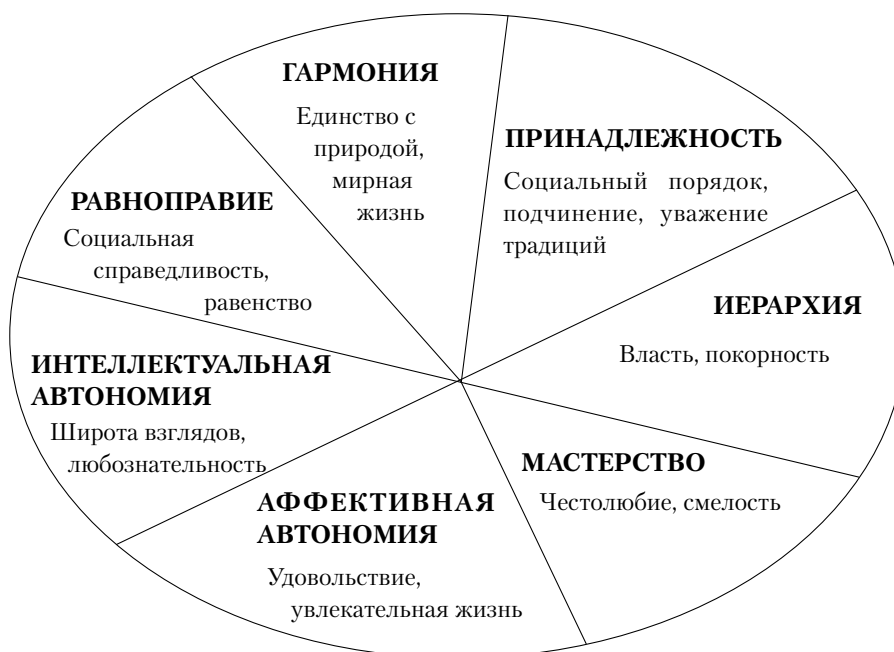 ГАРМОНИЯ
Единство с
природой,
мирная
жизнь
ПРИНАДЛЕЖНОСТЬ
Социальный порядок,
подчинение, уважение
традиций
РАВНОПРАВИЕ
Социальная
справедливость,
равенство
ИЕРАРХИЯ
Власть, покорность
ИНТЕЛЛЕКТУАЛЬНАЯ
АВТОНОМИЯ
Широта взглядов,
любознательность
МАСТЕРСТВО
Честолюбие, смелость
АФФЕКТИВНАЯ
АВТОНОМИЯ
Удовольствие,
увлекательная жизнь